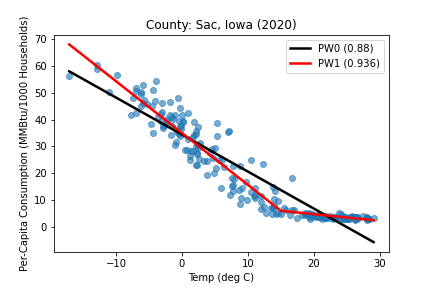 County: Sac, Iowa (2020)
Per-Capita Consumption (MMBtu/1000 Households)
70
60
50
40
30
20
10
0
PW0 (0.88)
PW1 (0.936)
−10
0
10
20
30
Temp (deg C)